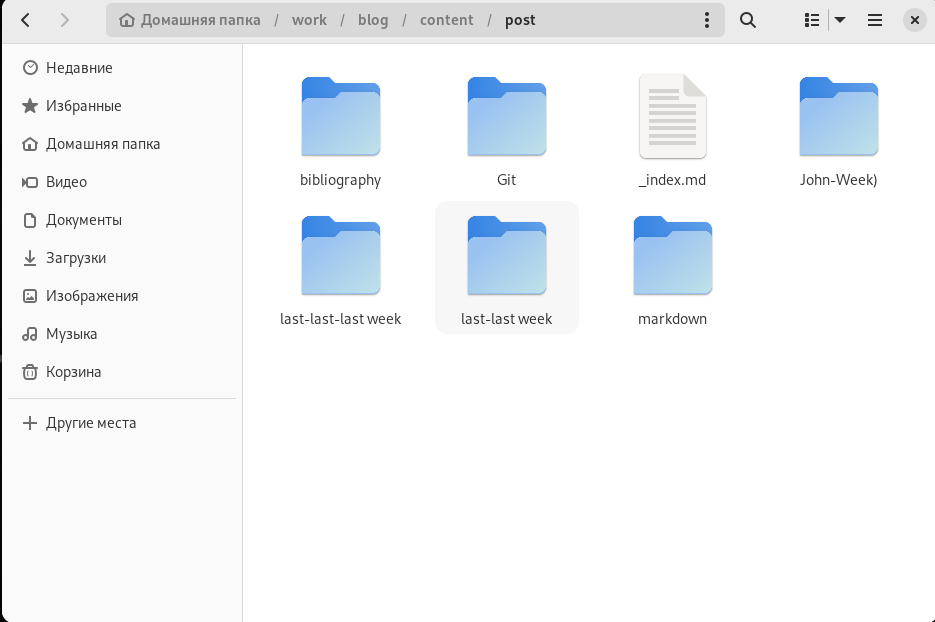 Домашняя папка / work / blog / content / post
Недавние
Избранные
Домашняя папка
Видео
Документы
Загрузки
Изображения
Музыка
Корзина
Другие места
bibliography
Git
_index.md
John-Week)
last-last-last week
last-last week
markdown